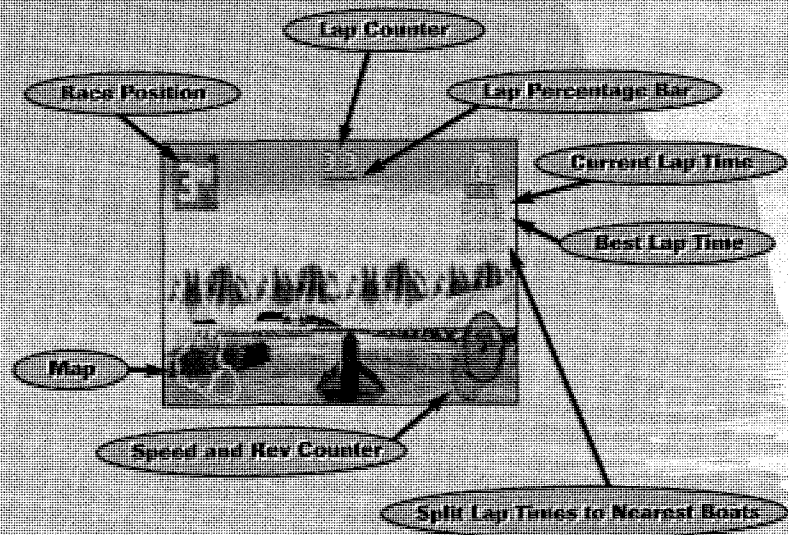 Lap Counter
Race Position
Lap Percentage Bar
Current Lap Time
Best Lap Time
Map
Speed and Rev Counter
Split Lap Times to Nearest Boats